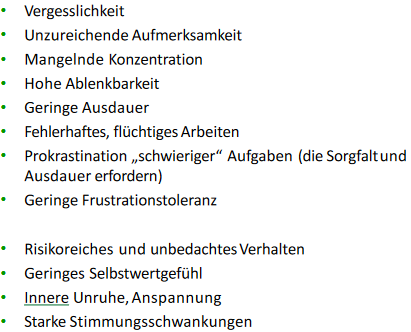 • Vergesslichkeit
• Unzureichende Aufmerksamkeit
• Mangelnde Konzentration
• Hohe Ablenkbarkeit
• Geringe Ausdauer
• Fehlerhaftes, flüchtiges Arbeiten
• Prokrastination „schwieriger“ Aufgaben (die Sorgfalt und
Ausdauer erfordern)
• Geringe Frustrationstoleranz
• Risikoreiches und unbedachtes Verhalten
• Geringes Selbstwertgefühl
• Innere Unruhe, Anspannung
• Starke Stimmungsschwankungen